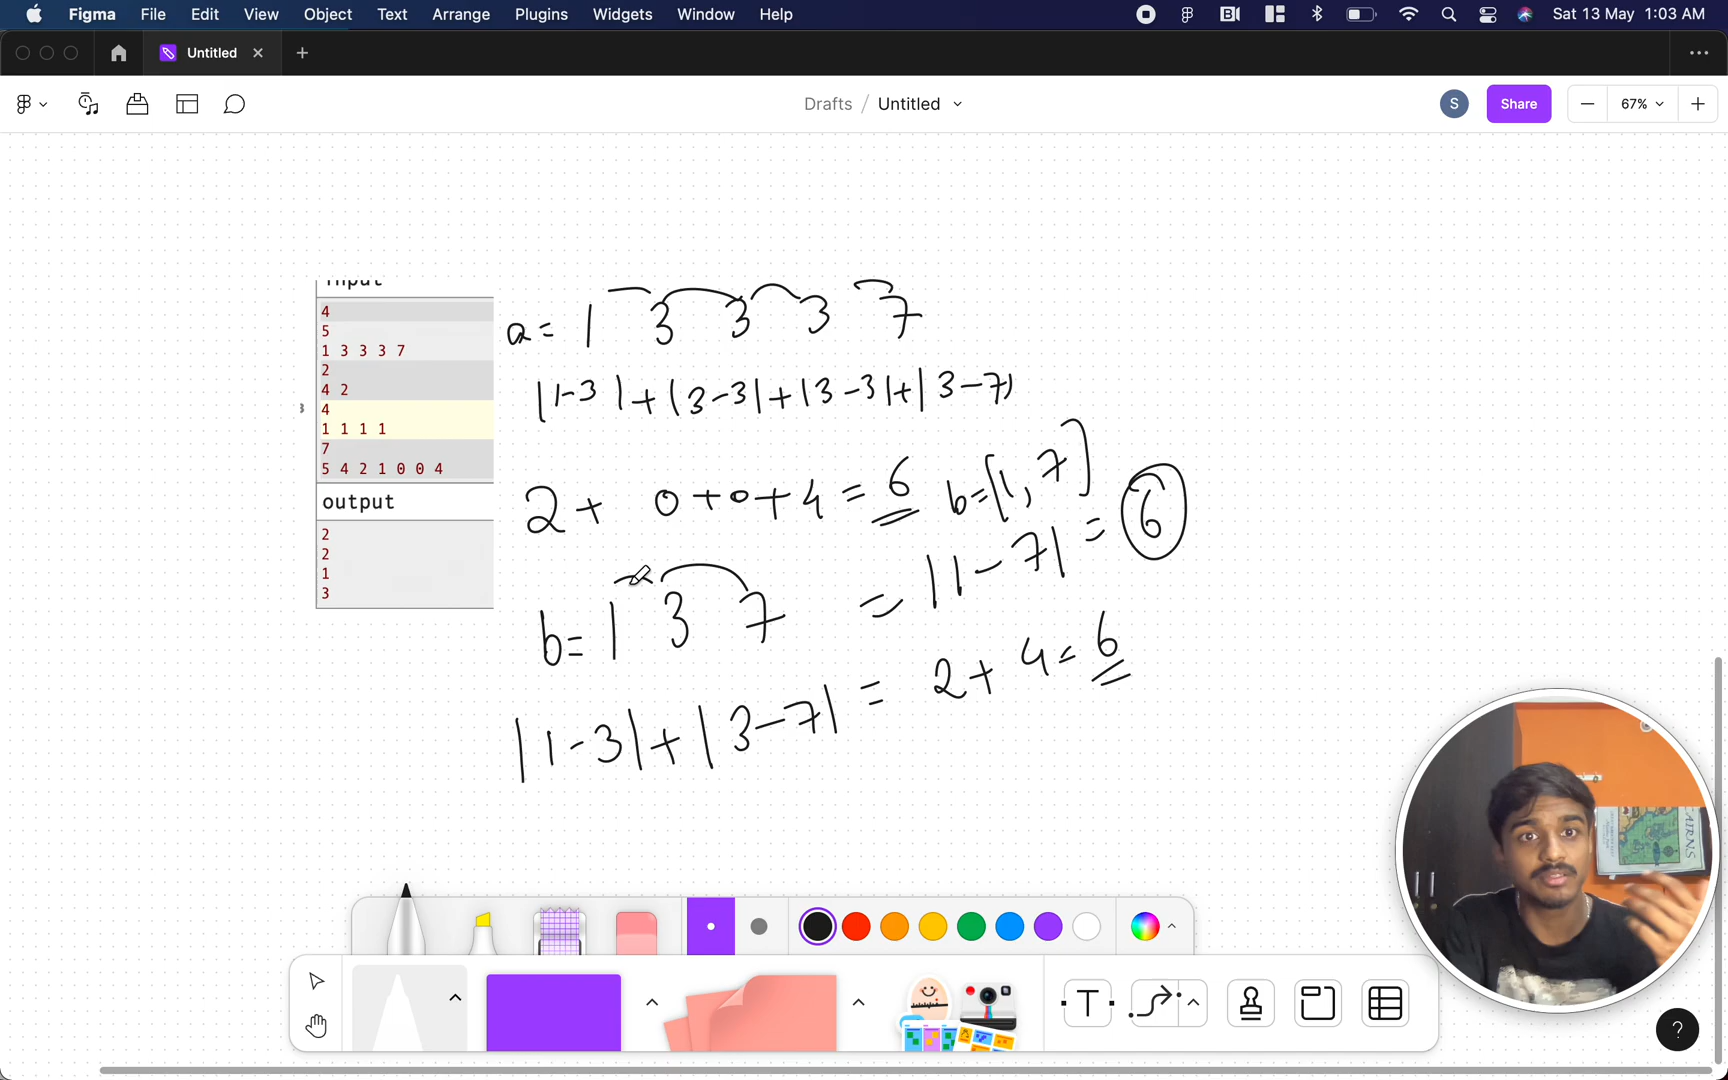 Figma File Edit View Object Text Arrange Plugins Widgets Window Help Sat 13 May 1:03 AM
Untitled
Drafts / Untitled
S Share 67%
input
4
5
1 3 3 3 7
2
4 2
4
1 1 1 1
7
5 4 2 1 0 0 4
output
2
2
1
3
a = 1 3 3 3 7
|1-3|+|3-3|+|3-3|+|3-7|
2 + 0+0+4 = 6
b=[1, 7]
= |1-7| = 6
b= 1 3 7
|1-3|+|3-7| = 2+4=6
AIRNS
T
?